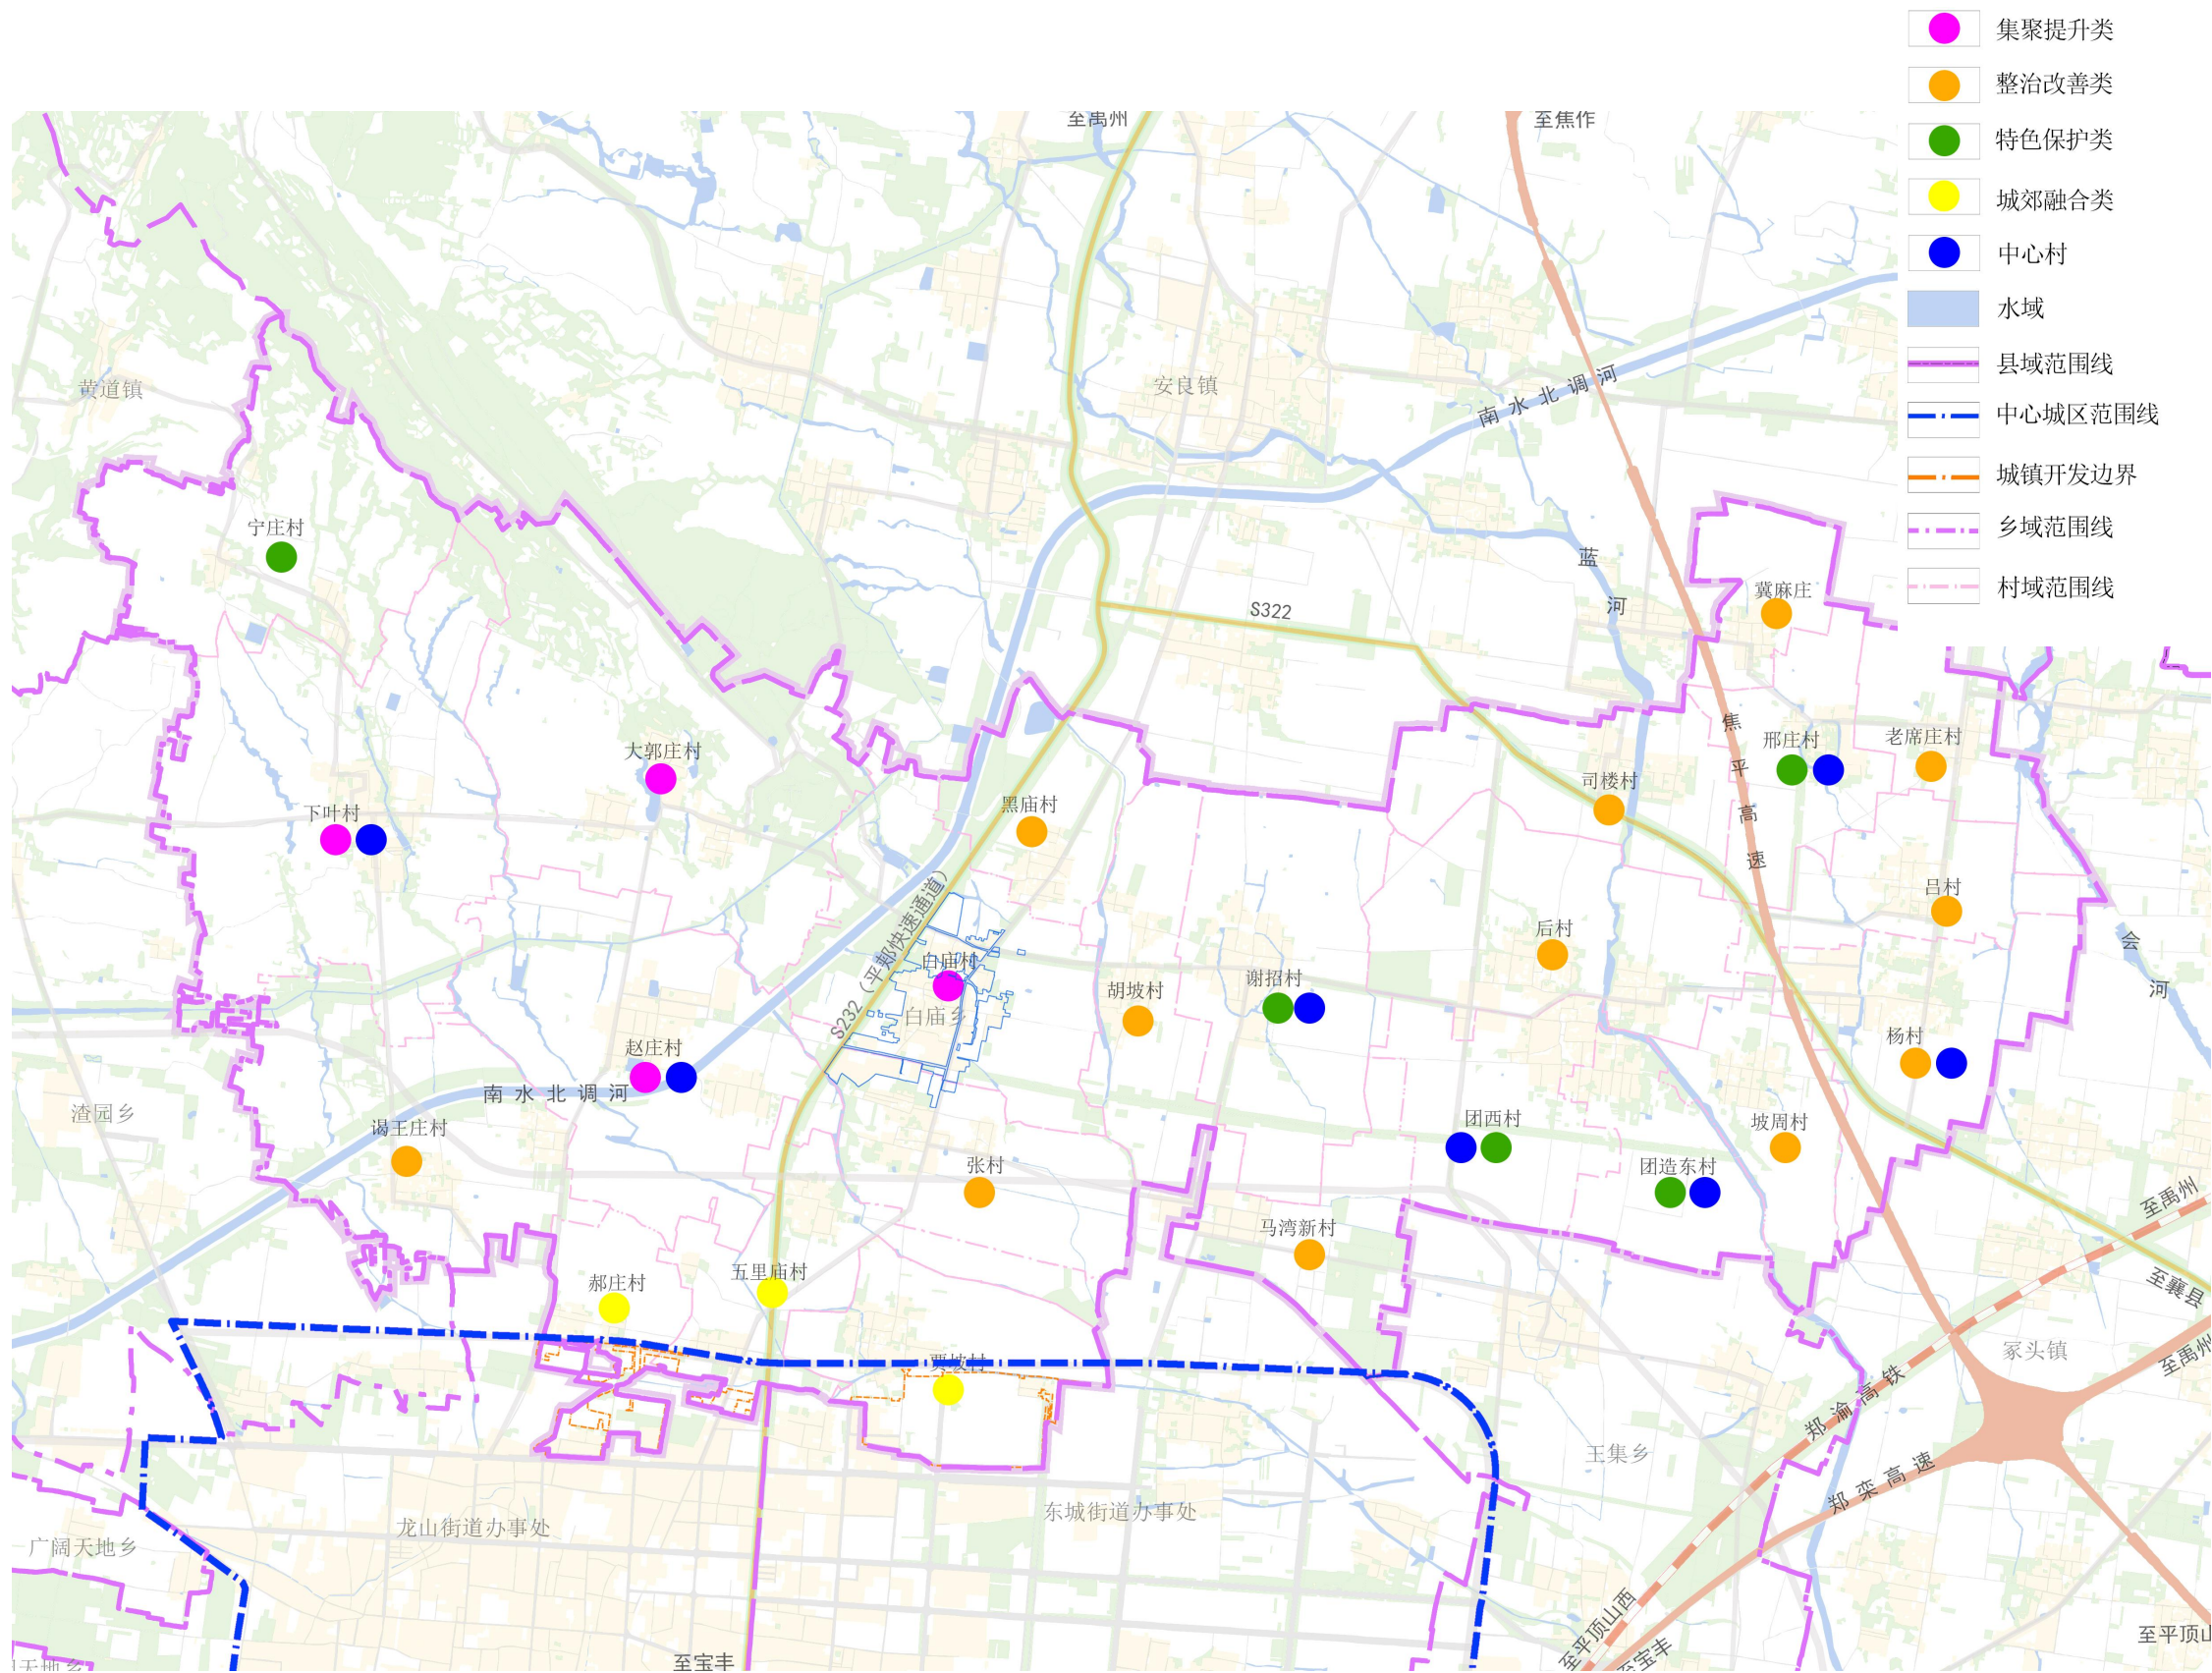 集聚提升类
整治改善类
特色保护类
城郊融合类
中心村
水域
县域范围线
中心城区范围线
城镇开发边界
乡域范围线
村域范围线
至禹州
至焦作
黄道镇
安良镇
南水北调河
宁庄村
蓝河
冀麻庄
S322
焦平高速
邢庄村
老席庄村
大郭庄村
司楼村
下叶村
黑庙村
吕村
S232（平郏快速通道）
后村
会河
白庙村
谢招村
胡坡村
白庙乡
杨村
赵庄村
南水北调河
渣园乡
谒王庄村
团西村
坡周村
张村
团造东村
至禹州
马湾新村
五里庙村
郝庄村
至襄县
冢头镇
至禹州
贾坡村
郑渝高铁
王集乡
郑栾高速
东城街道办事处
龙山街道办事处
广阔天地乡
至平顶山西
至宝丰
至宝丰
至平顶山
天地乡